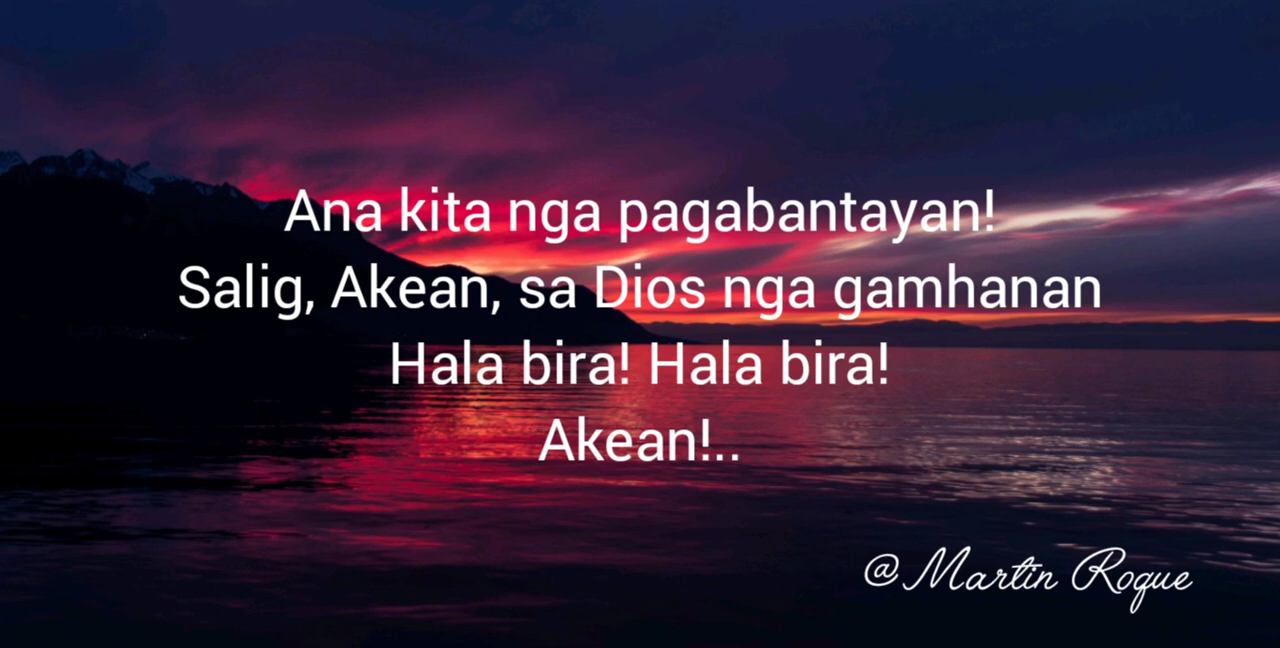 Ana kita nga pagabantayan!
Salig, Akean, sa Dios nga gamhanan
Hala bira! Hala bira!
Akean!..
@Martin Roque